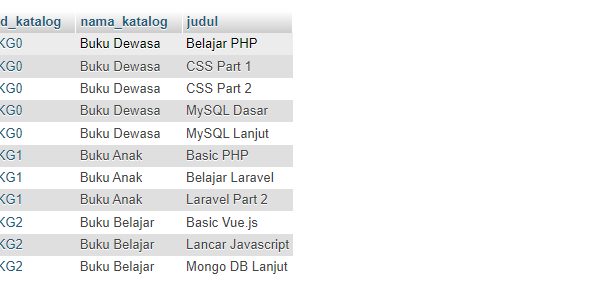 d_katalog nama_katalog judul
KG0 Buku Dewasa Belajar PHP
KG0 Buku Dewasa CSS Part 1
KG0 Buku Dewasa CSS Part 2
KG0 Buku Dewasa MySQL Dasar
KG0 Buku Dewasa MySQL Lanjut
KG1 Buku Anak Basic PHP
KG1 Buku Anak Belajar Laravel
KG1 Buku Anak Laravel Part 2
KG2 Buku Belajar Basic Vue.js
KG2 Buku Belajar Lancar Javascript
KG2 Buku Belajar Mongo DB Lanjut